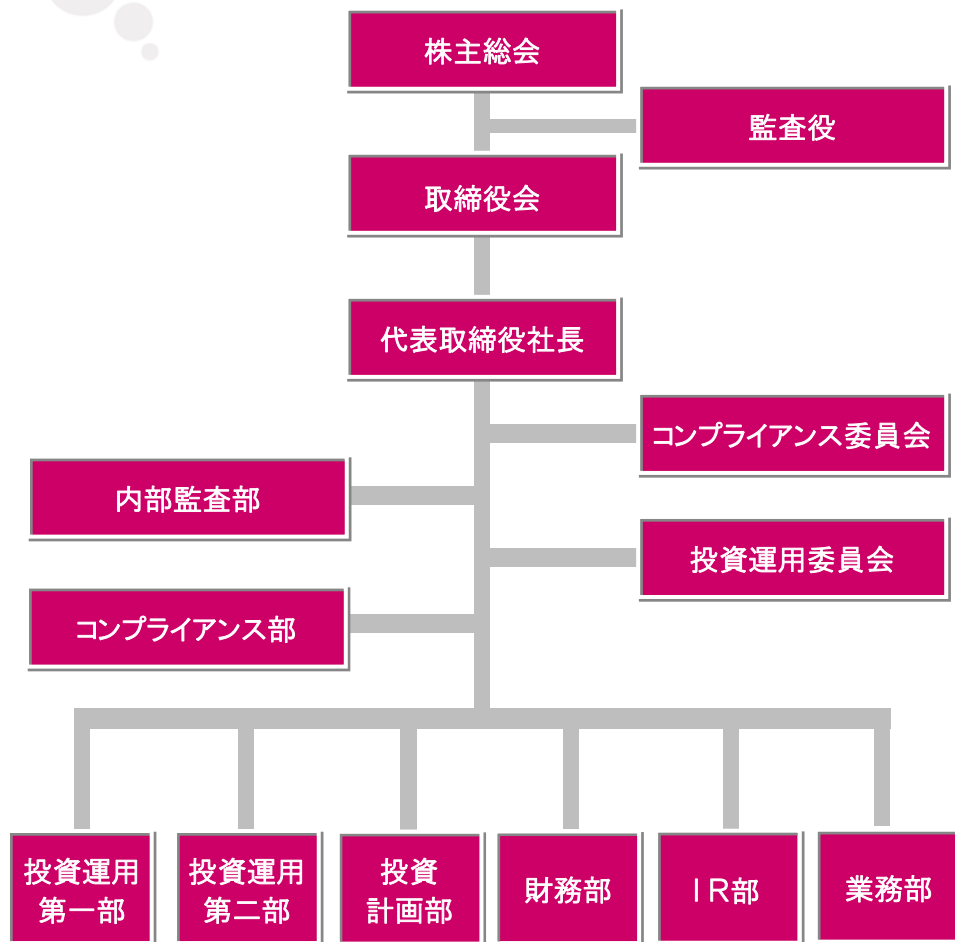 株主総会
監査役
取締役会
代表取締役社長
コンプライアンス委員会
内部監査部
投資運用委員会
コンプライアンス部
投資運用
第一部
投資運用
第二部
投資
計画部
財務部
IR部
業務部